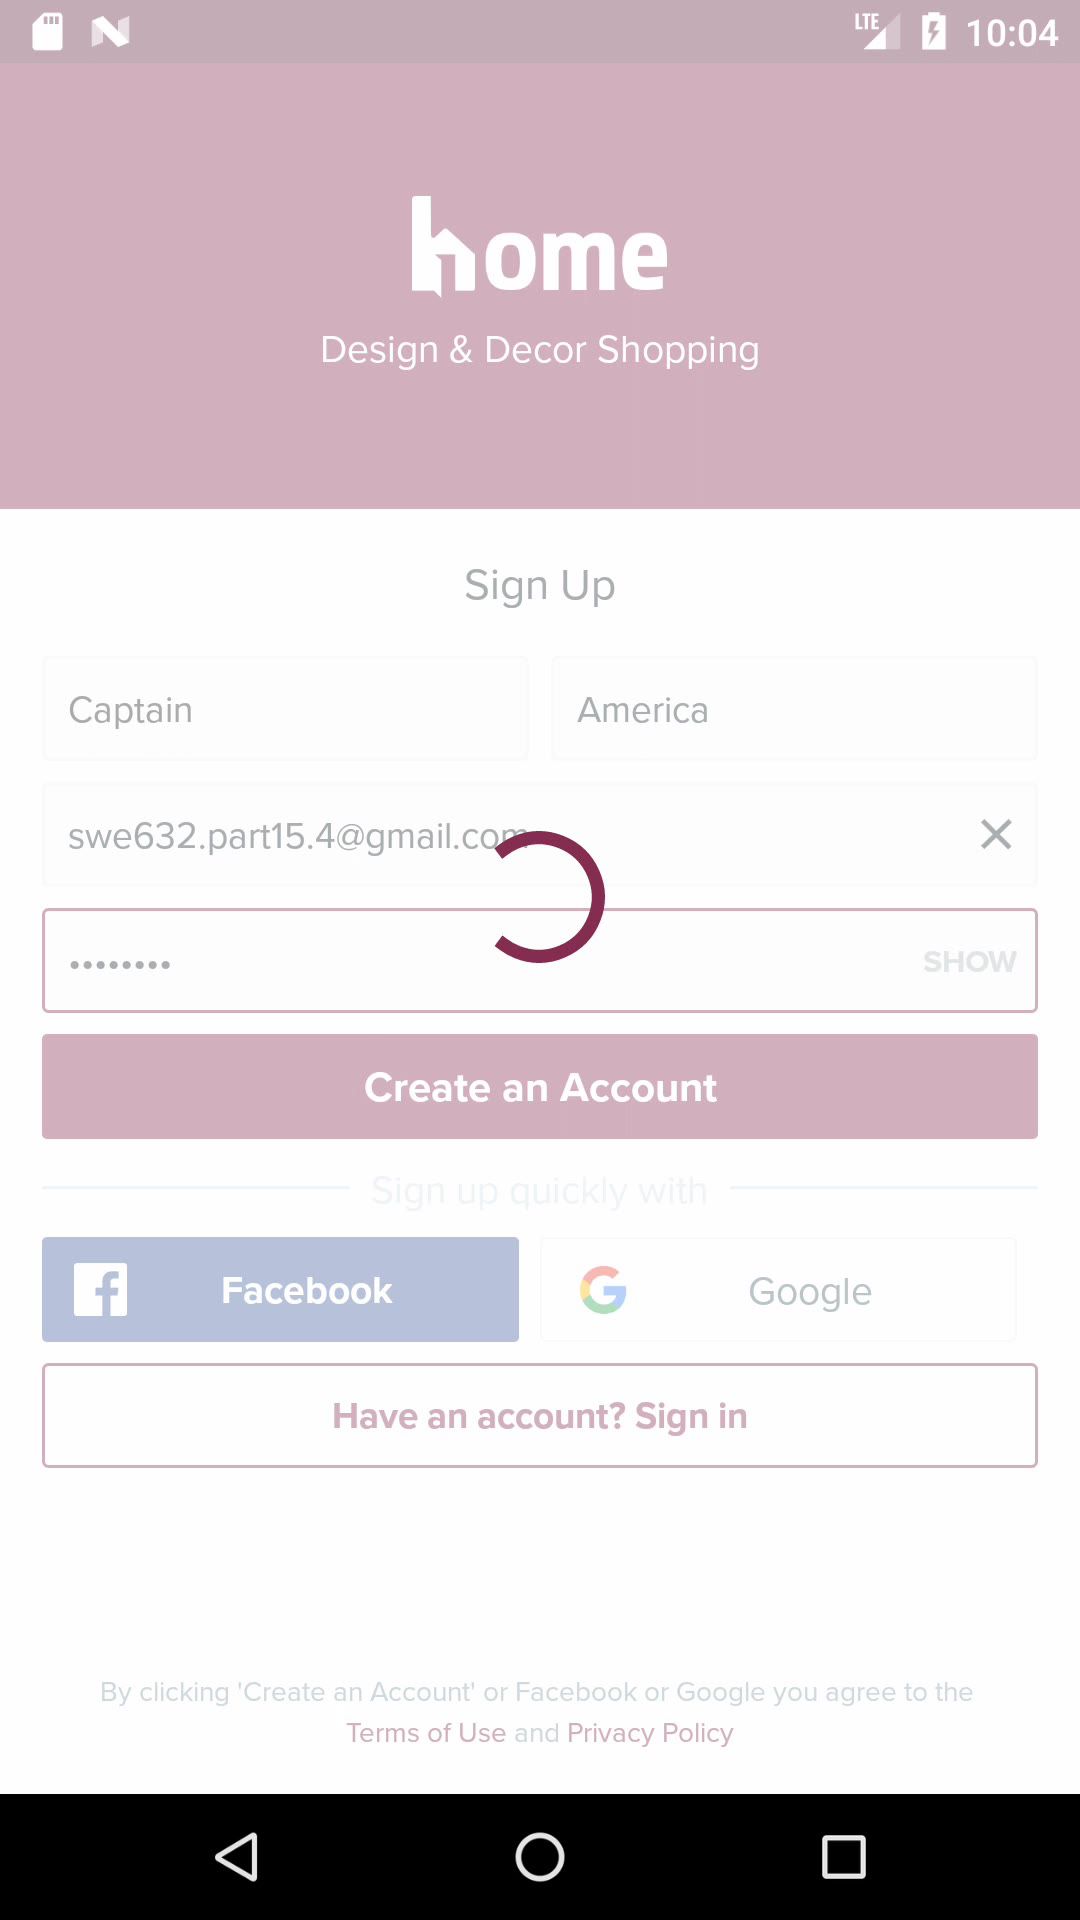 LTE 10:04
home
Design & Decor Shopping
Sign Up
Captain America
swe632.part15.4@gmail.com
•••••••• SHOW
Create an Account
Sign up quickly with
Facebook Google
Have an account? Sign in
By clicking 'Create an Account' or Facebook or Google you agree to the
Terms of Use and Privacy Policy